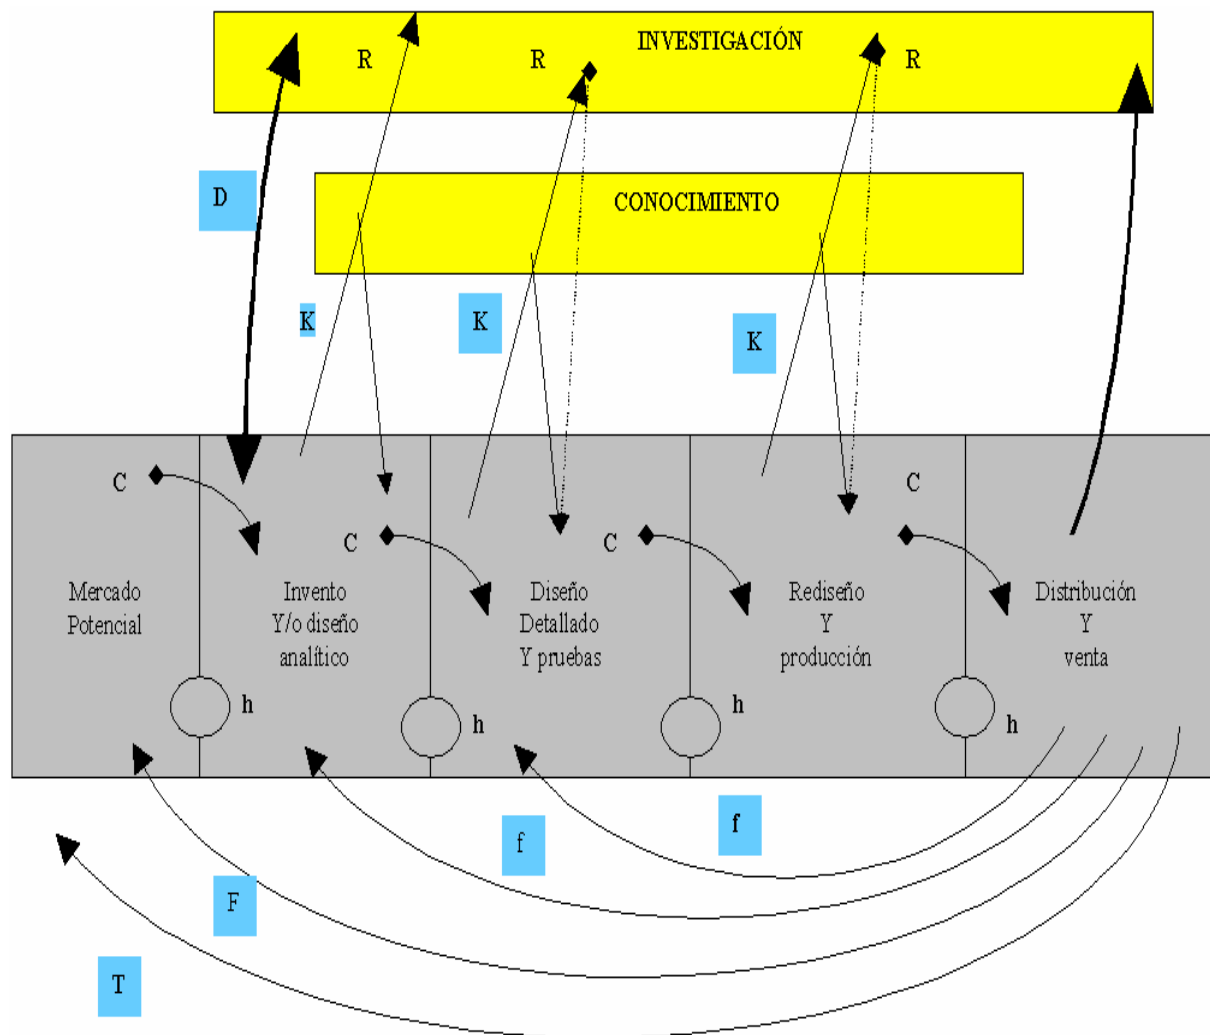 INVESTIGACIÓN
R
R
R
D
CONOCIMIENTO
K
K
K
C
C
C
C
Mercado
Potencial
Invento
Y/o diseño
analítico
Diseño
Detallado
Y pruebas
Rediseño
Y
producción
Distribución
Y
venta
h
h
h
h
f
f
F
T